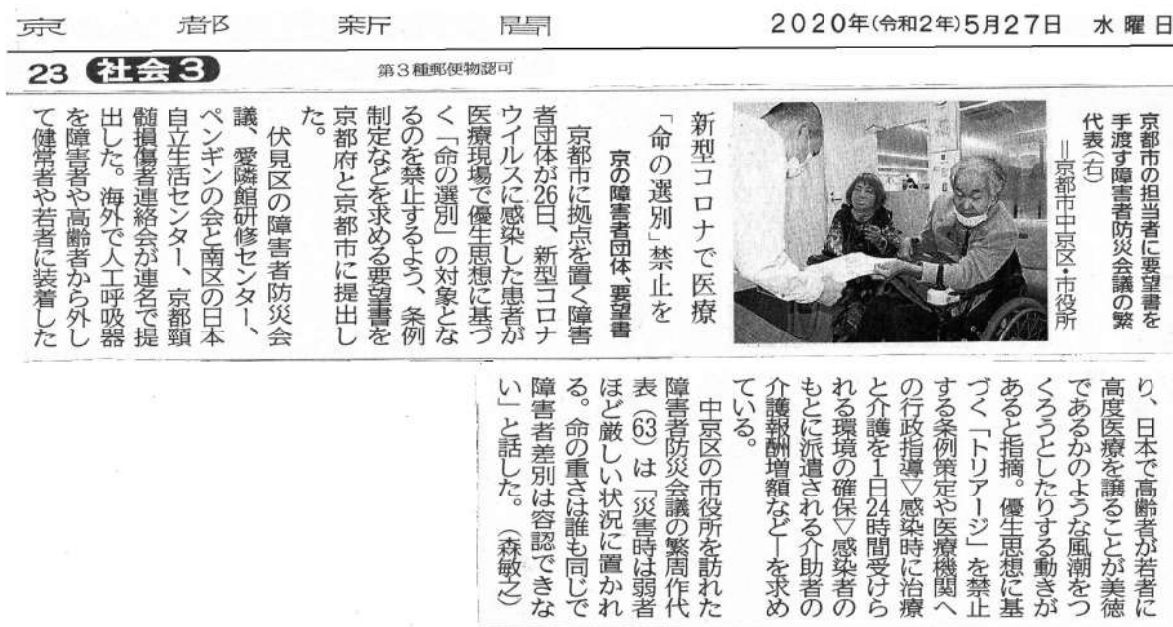 京都新聞
2020年(令和2年)5月27日 水曜日
23 社会3
第3種郵便物認可
京都市の担当者に要望書を
手渡す障害者防災会議の繁
代表(右)
=京都市中京区・市役所
新型コロナで医療
「命の選別」禁止を
京の障害者団体、要望書
京都市に拠点を置く障害
者団体が26日、新型コロナ
ウイルスに感染した患者が
医療現場で優生思想に基づ
く「命の選別」の対象とな
るのを禁止するよう、条例
制定などを求める要望書を
京都府と京都市に提出し
た。
伏見区の障害者防災会
議、愛隣館研修センター、
ペンギンの会と南区の日本
自立生活センター、京都頸
髄損傷者連絡会が連名で提
出した。海外で人工呼吸器
を障害者や高齢者から外し
て健常者や若者に装着した
り、日本で高齢者が若者に
高度医療を譲ることが美徳
であるかのような風潮をつ
くろうとしたりする動きが
あると指摘。優生思想に基
づく「トリアージ」を禁止
する条例策定や医療機関へ
の行政指導▽感染時に治療
と介護を1日24時間受けら
れる環境の確保▽感染者の
もとに派遣される介助者の
介護報酬増額など―を求め
ている。
中京区の市役所を訪れた
障害者防災会議の繁周作代
表(63)は「災害時は弱者
ほど厳しい状況に置かれ
る。命の重さは誰も同じで
障害者差別は容認できな
い」と話した。 (森敏之)